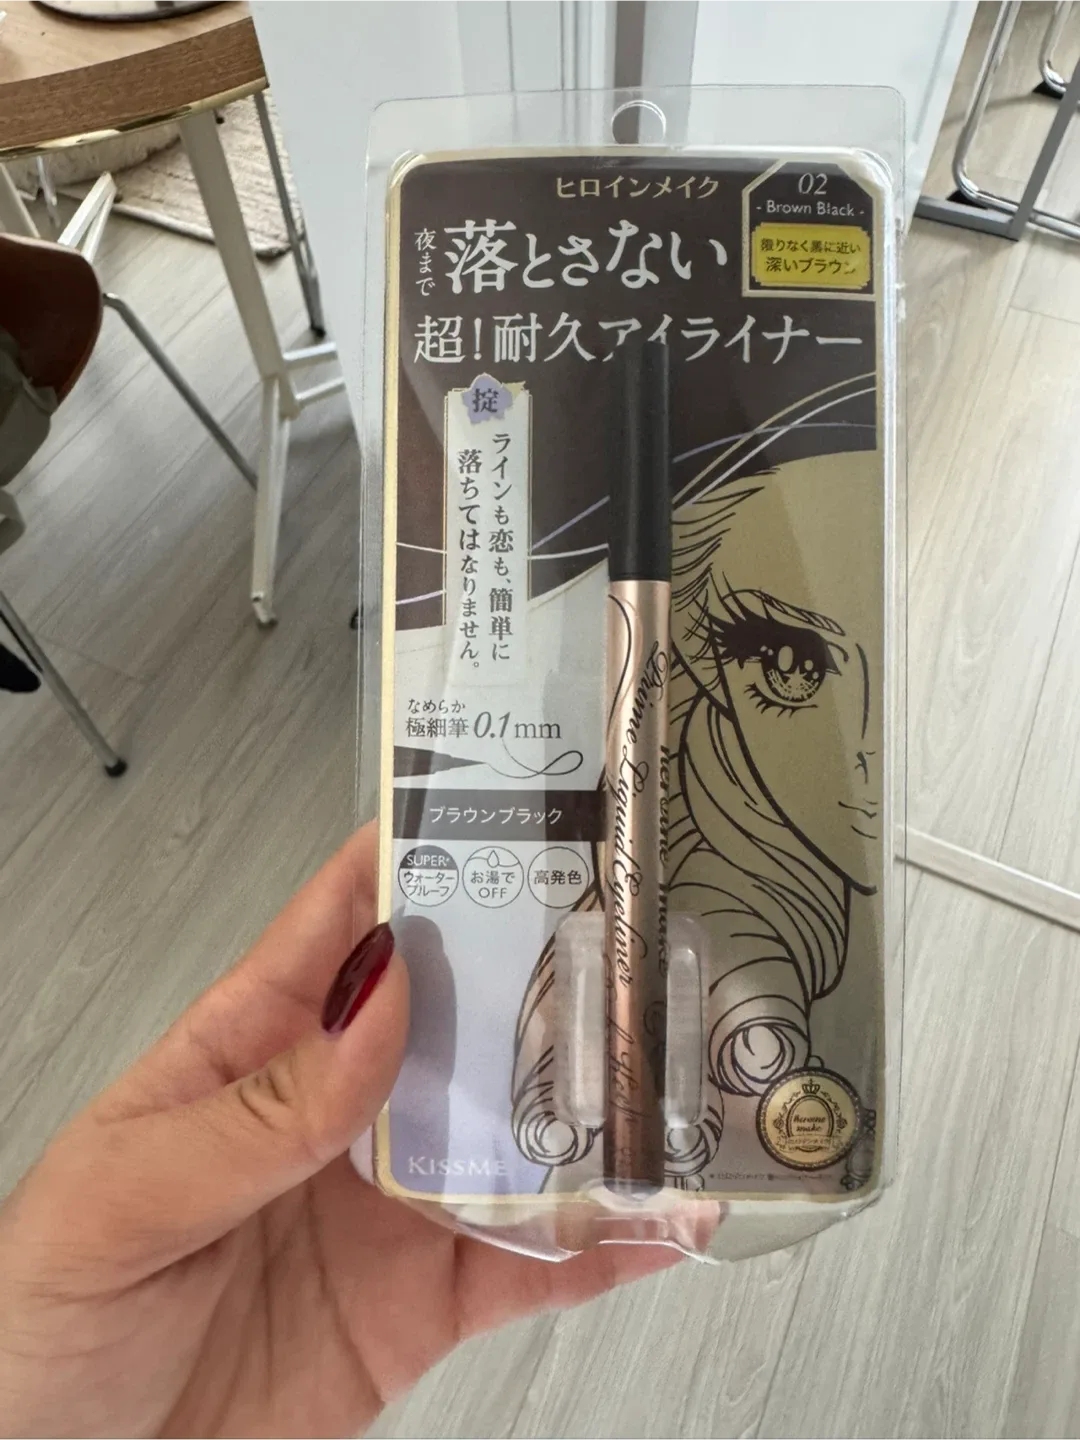 ヒロインメイク
02
- Brown Black -
限りなく黒に近い
深いブラウン
夜まで
落とさない
超!耐久アイライナー
掟
ラインも恋も、簡単に
落ちてはなりません。
なめらか
極細筆 0.1mm
ブラウンブラック
SUPER*
ウォーター
プルーフ
お湯で
OFF
高発色
Prime Liquid Eyeliner
heroine make
heroine
make
KISSME